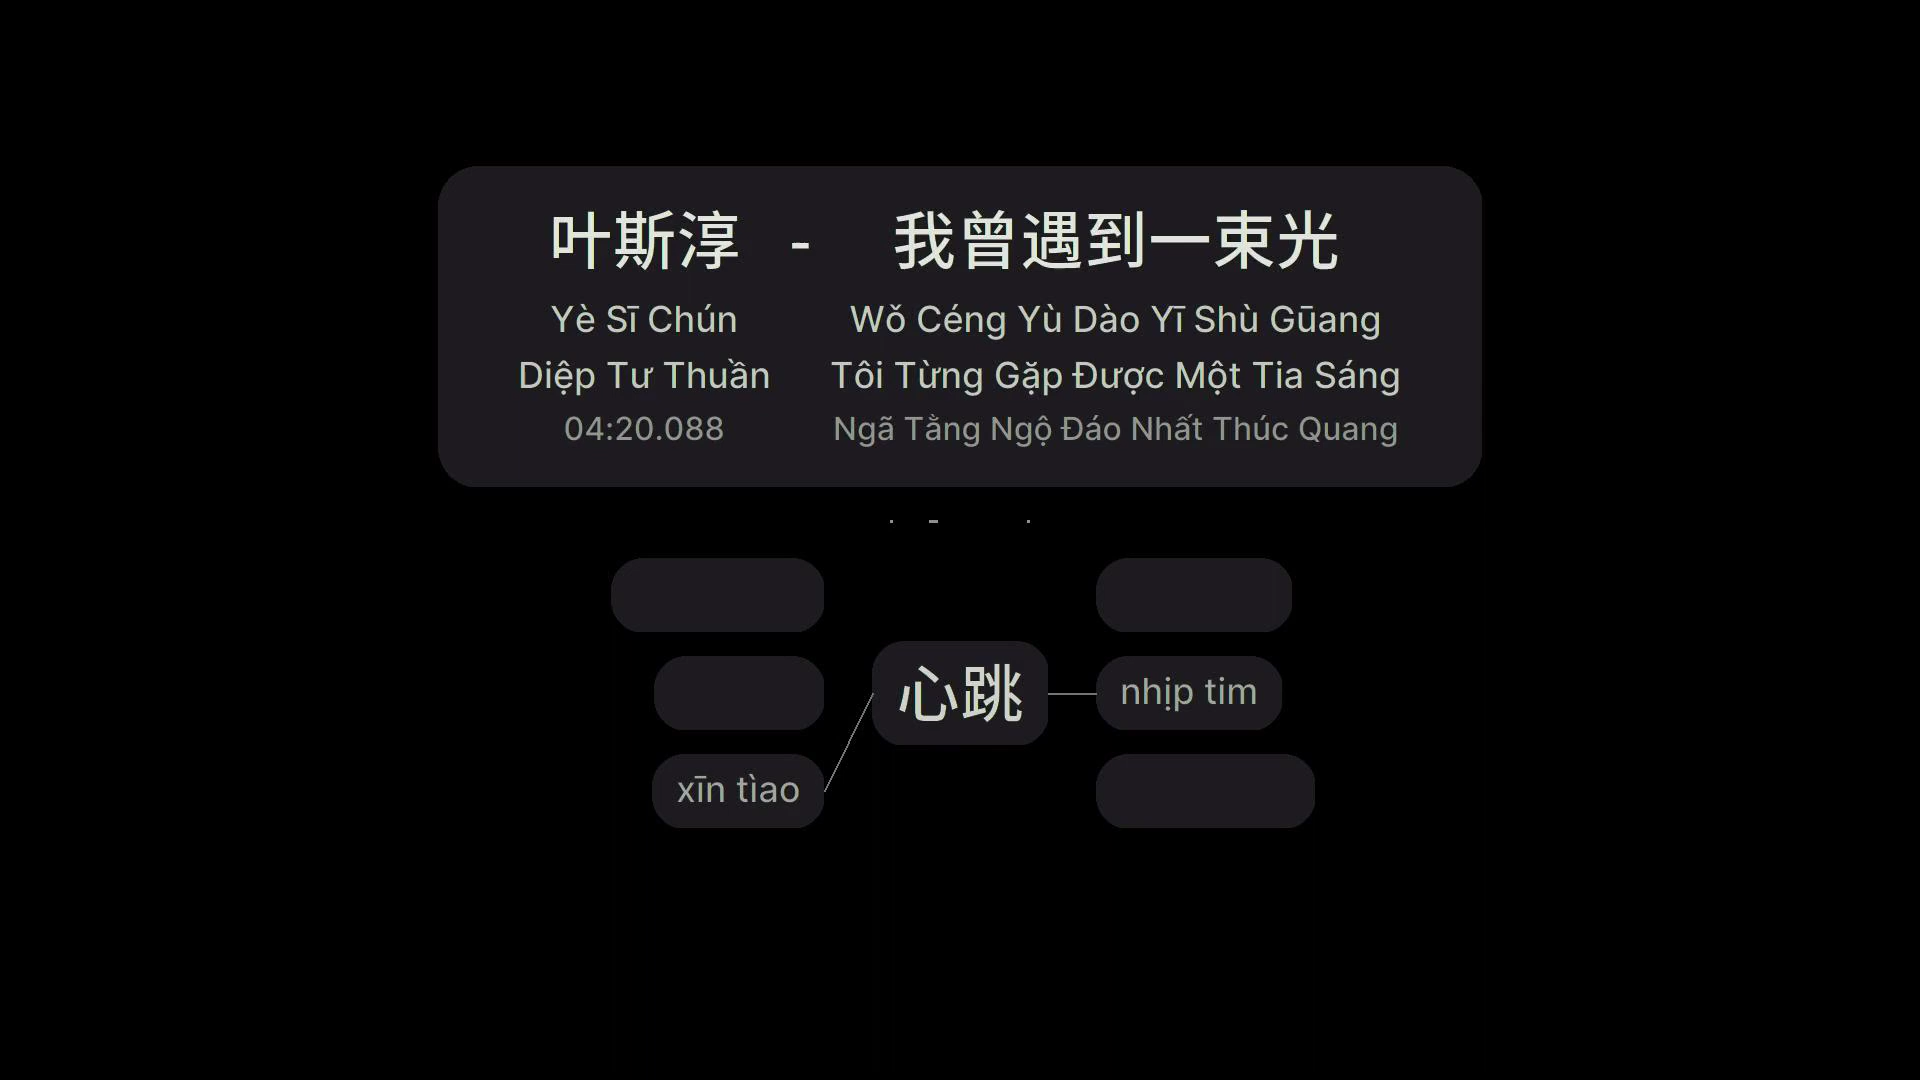 叶斯淳 - 我曾遇到一束光
Yè Sī Chún Wǒ Céng Yù Dào Yī Shù Gūang
Diệp Tư Thuần Tôi Từng Gặp Được Một Tia Sáng
04:20.088 Ngã Tằng Ngộ Đáo Nhất Thúc Quang
. - .
心跳 nhịp tim
xīn tìao